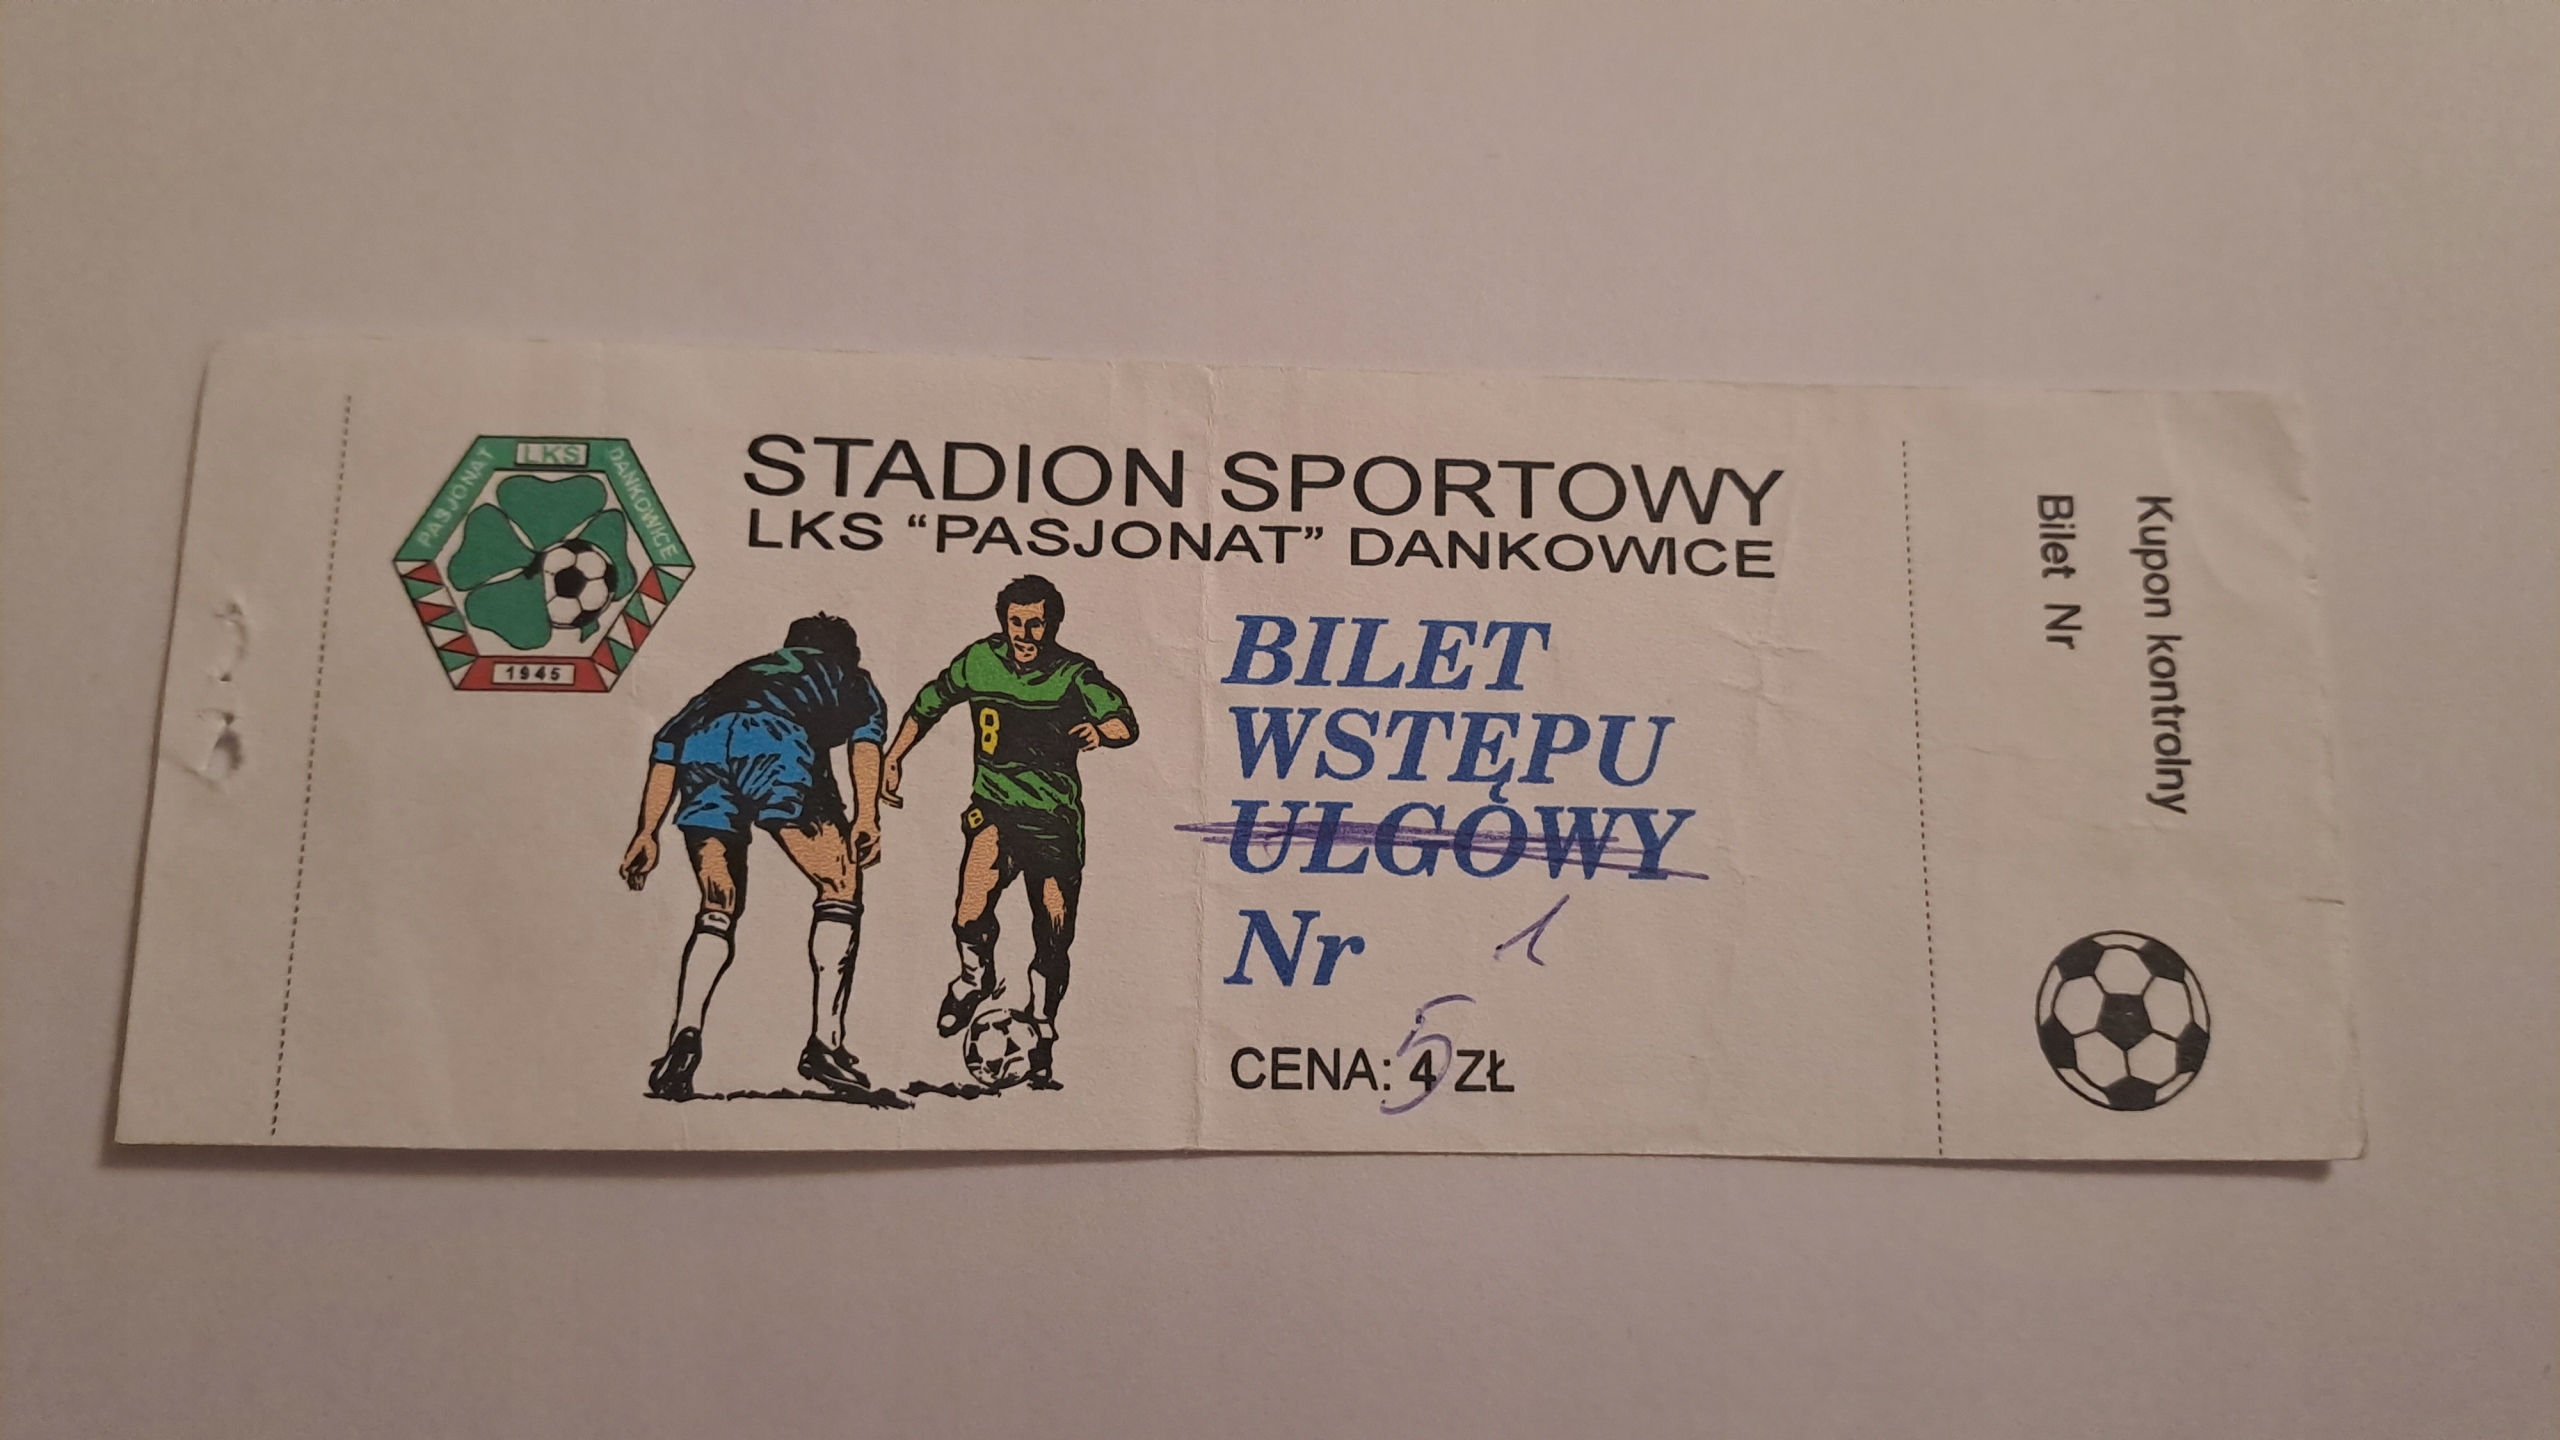 LKS
PASJONAT
DANKOWICE
1945
STADION SPORTOWY
LKS “PASJONAT” DANKOWICE
8
8
BILET
WSTĘPU
ULGOWY
Nr 1
CENA: 4 5 ZŁ
Kupon kontrolny
Bilet Nr